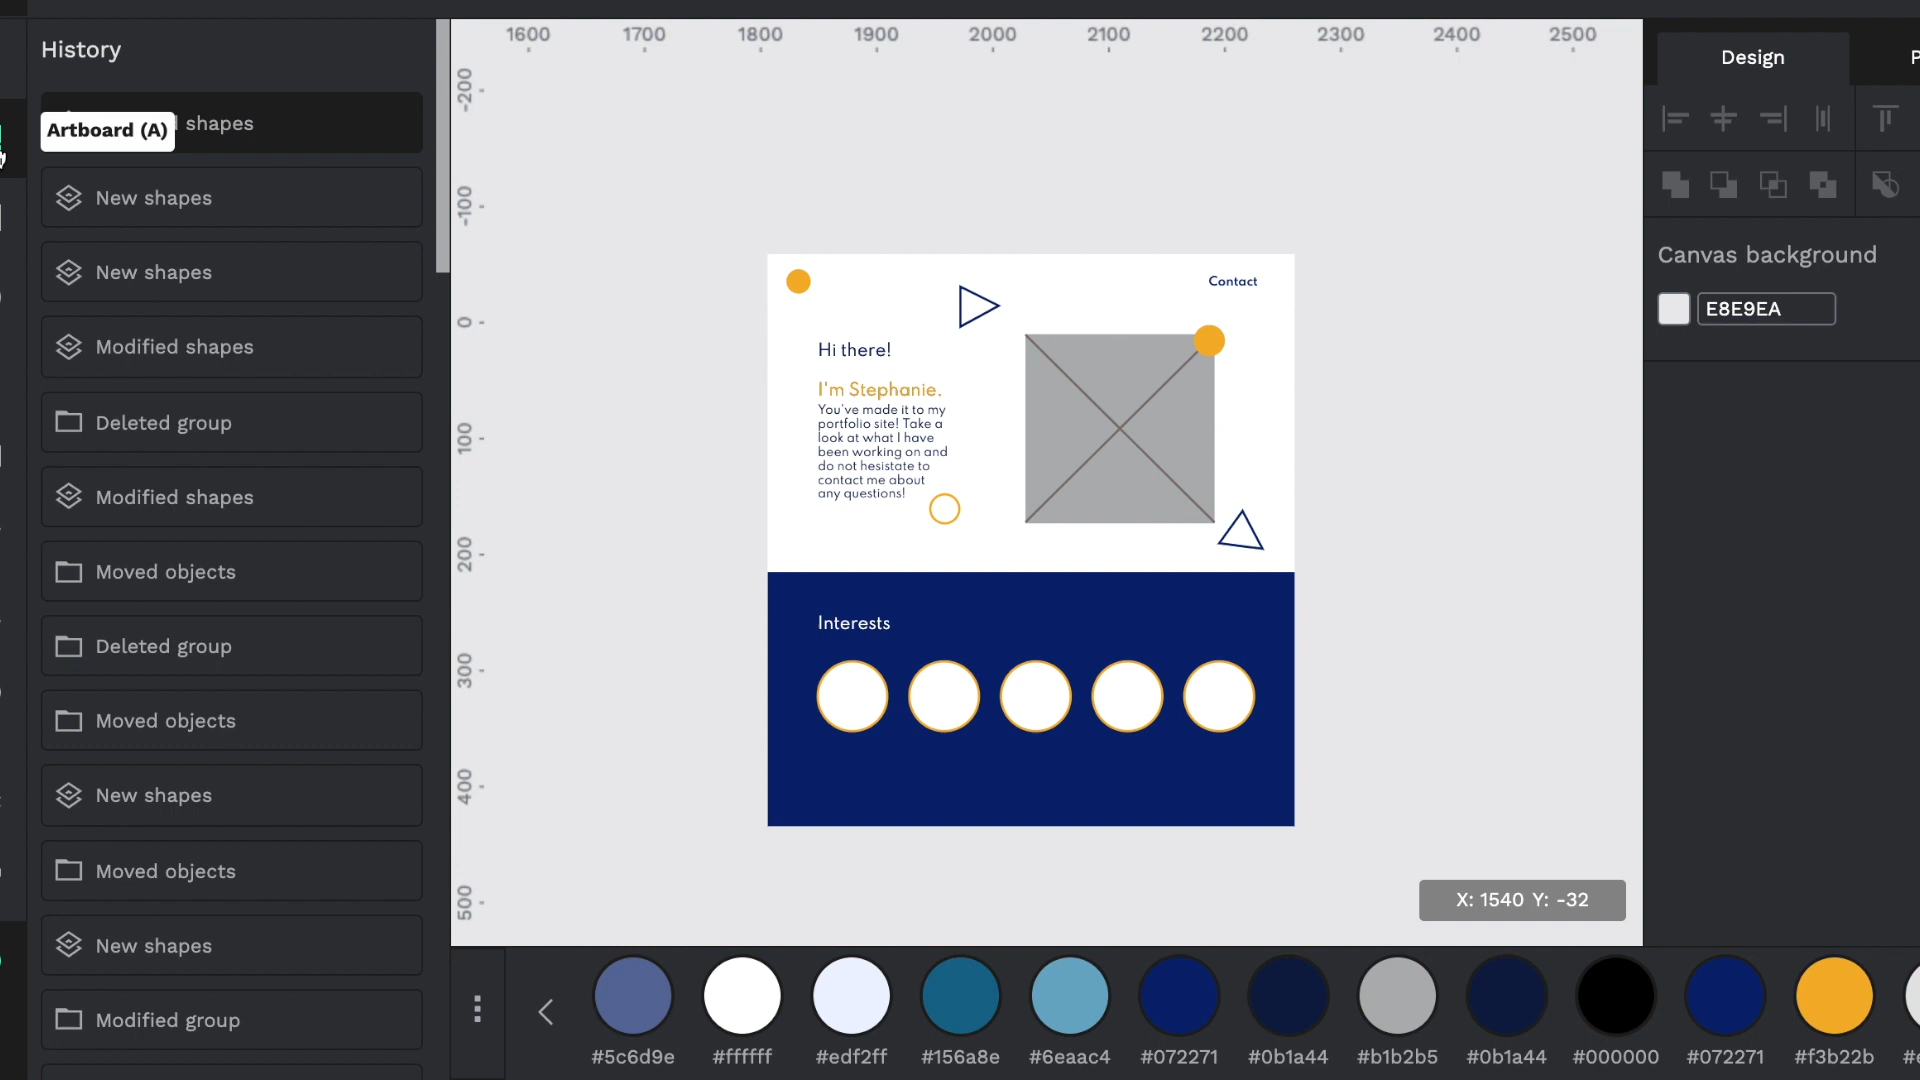 History
Artboard (A)
shapes
New shapes
New shapes
Modified shapes
Deleted group
Modified shapes
Moved objects
Deleted group
Moved objects
New shapes
Moved objects
New shapes
Modified group
1600 1700 1800 1900 2000 2100 2200 2300 2400 2500
-200
-100
0
100
200
300
400
500
Contact
Hi there!
I'm Stephanie.
You've made it to my
portfolio site! Take a
look at what I have
been working on and
do not hesistate to
contact me about
any questions!
Interests
X: 1540 Y: -32
#5c6d9e #ffffff #edf2ff #156a8e #6eaac4 #072271 #0b1a44 #b1b2b5 #0b1a44 #000000 #072271 #f3b22b
Design
Canvas background
E8E9EA